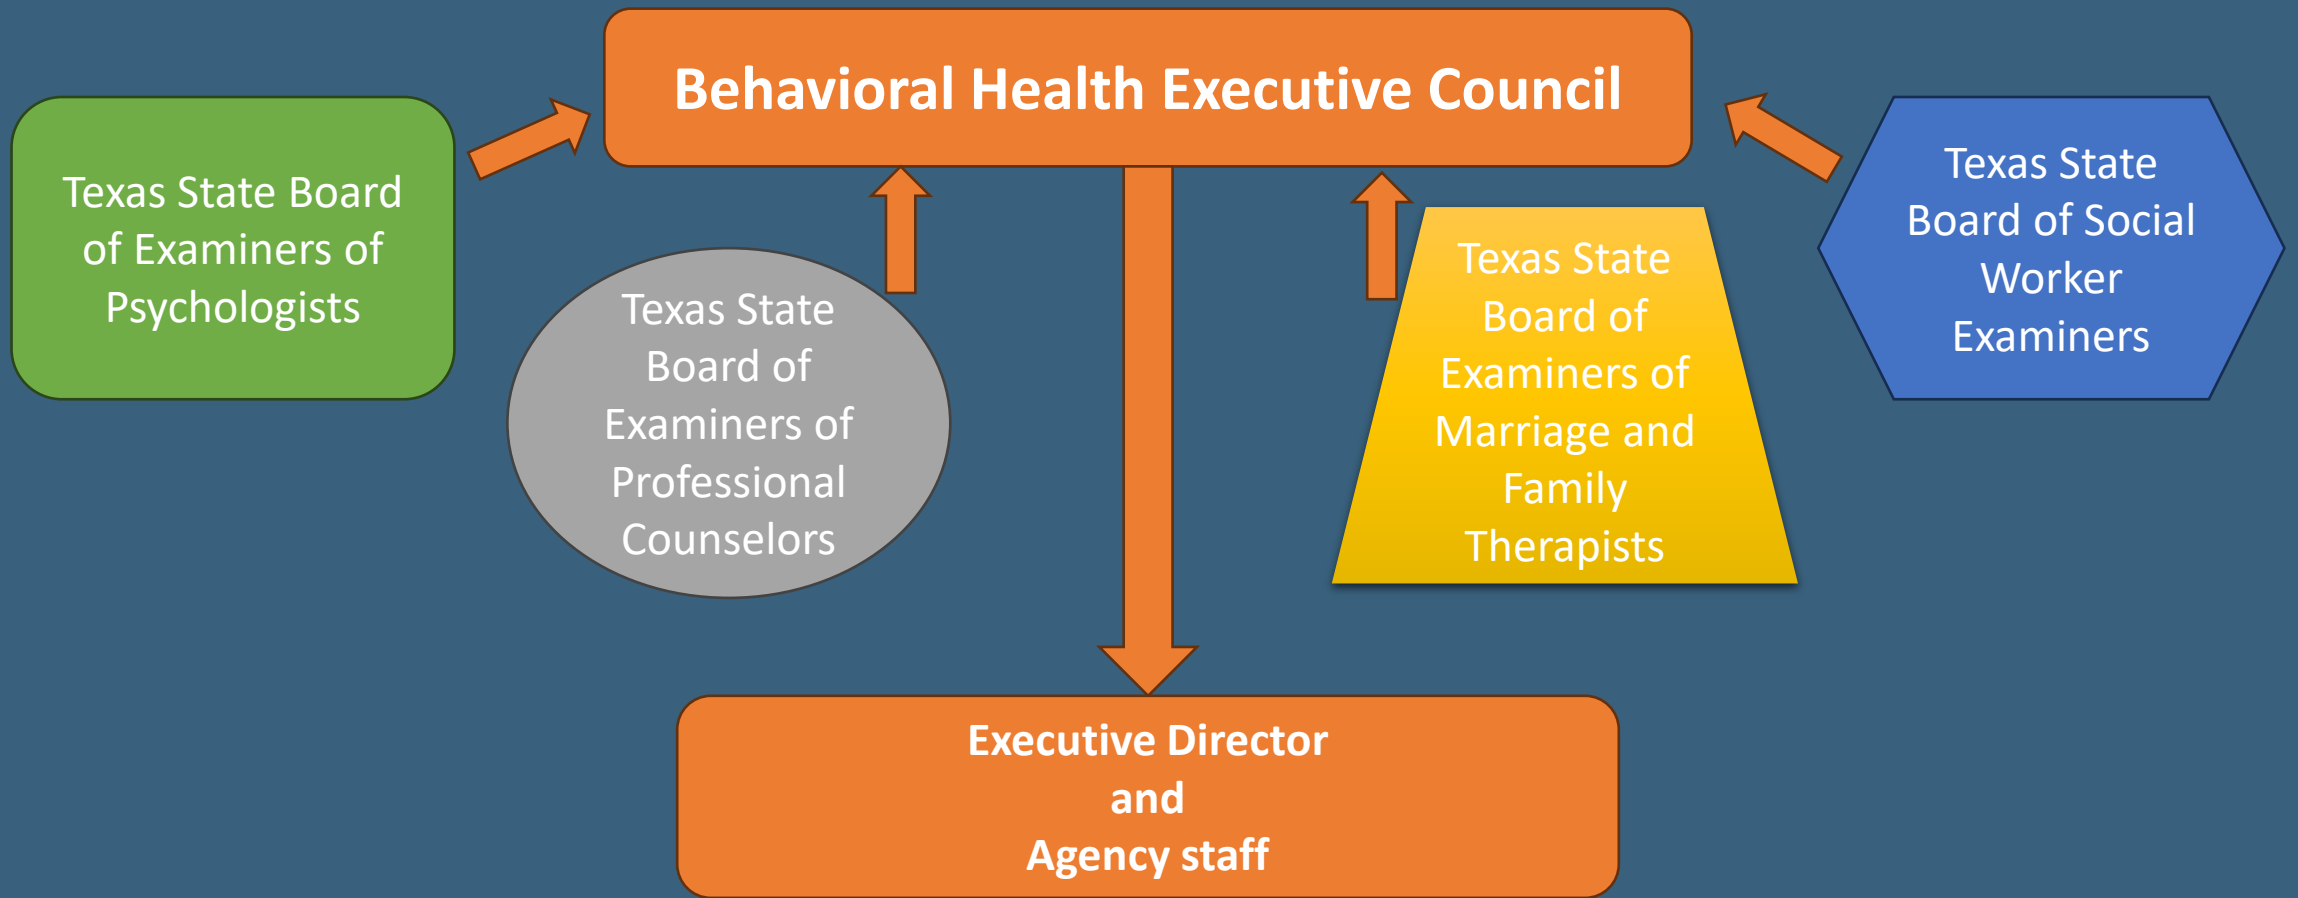 Behavioral Health Executive Council
Texas State Board
of Examiners of
Psychologists
Texas State
Board of
Examiners of
Professional
Counselors
Texas State
Board of
Examiners of
Marriage and
Family
Therapists
Texas State
Board of Social
Worker
Examiners
Executive Director
and
Agency staff